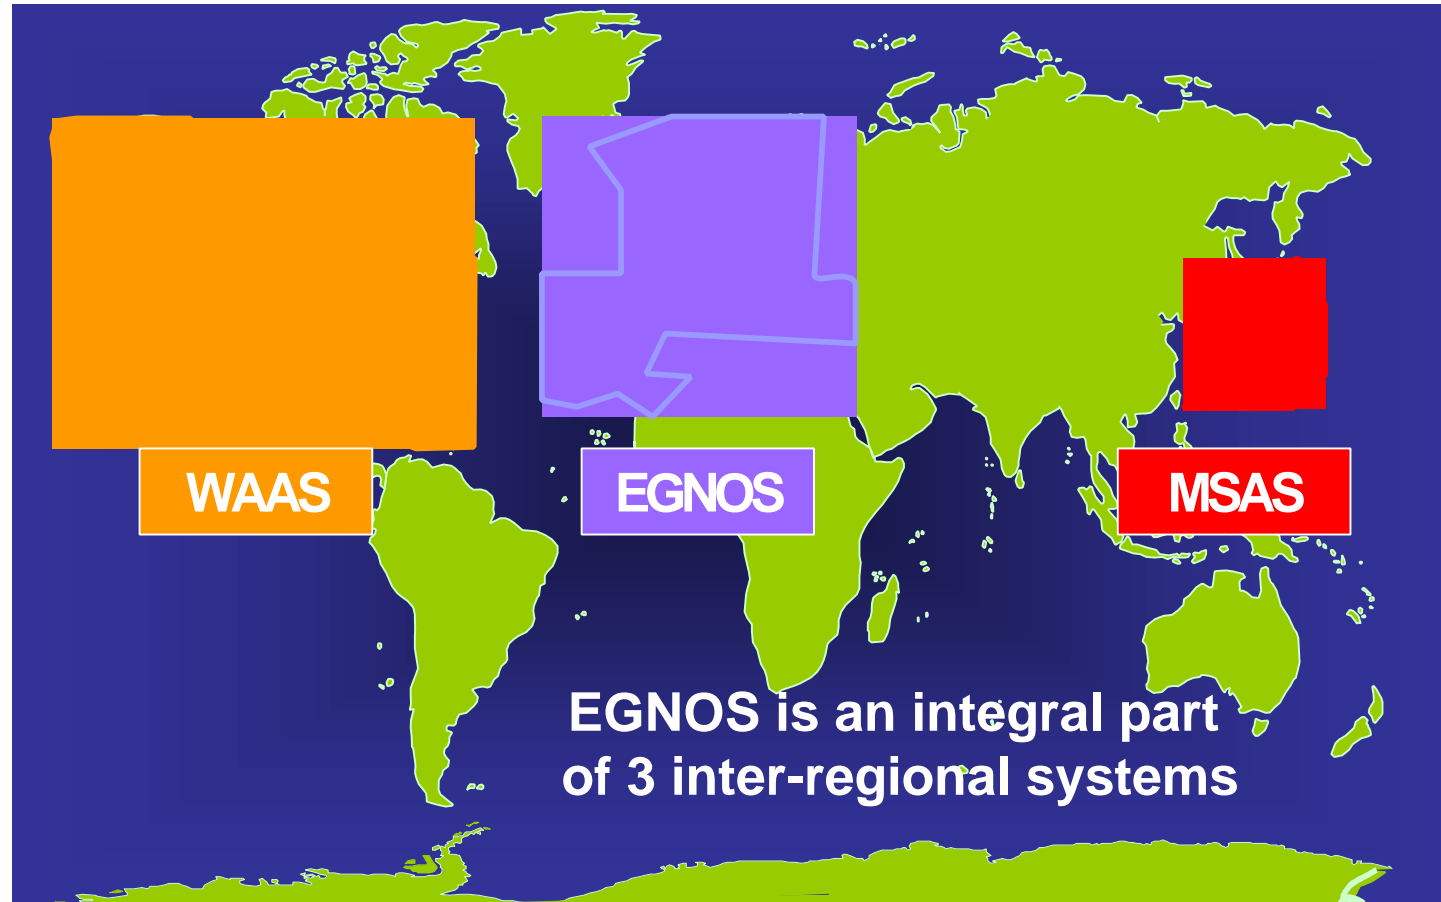 WAAS
EGNOS
MSAS
EGNOS is an integral part
of 3 inter-regional systems